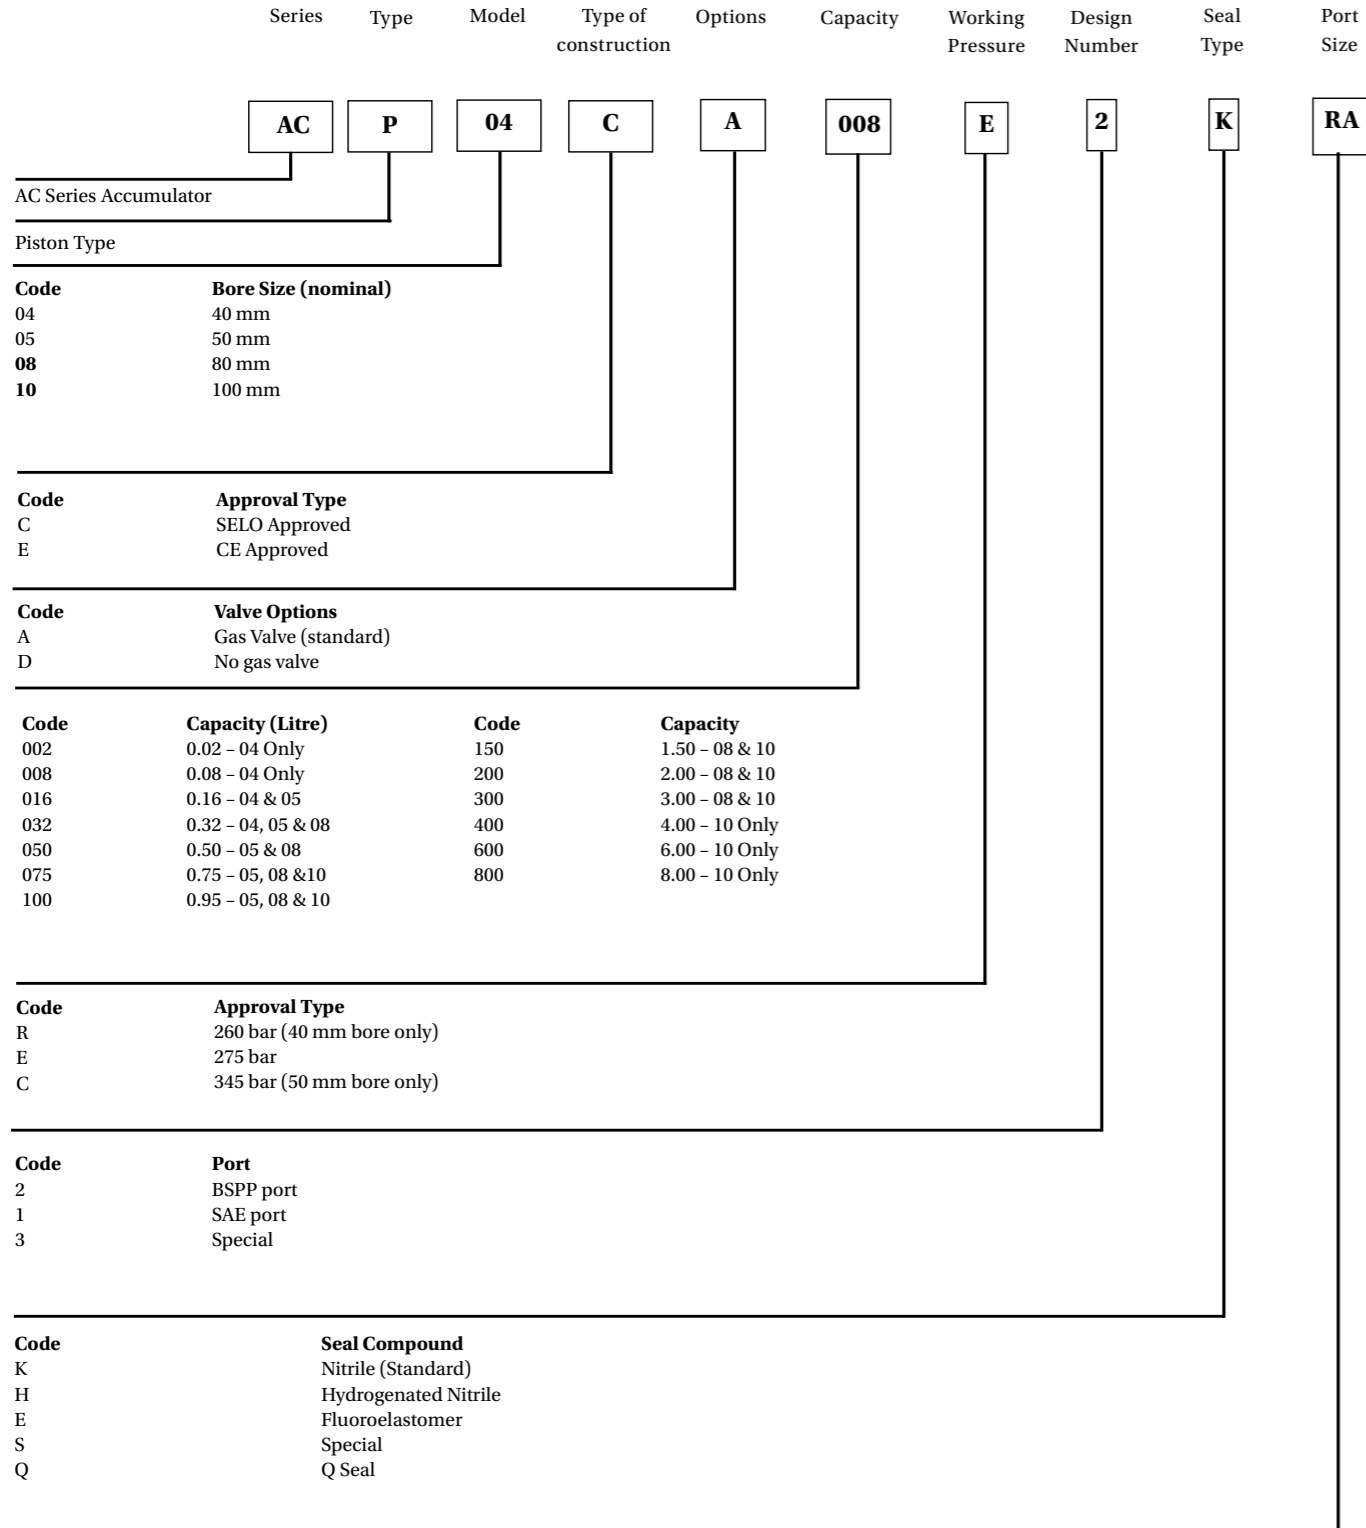 Series Type Model Type of Options Capacity Working Design Seal Port
construction Pressure Number Type Size
AC P 04 C A 008 E 2 K RA
AC Series Accumulator
Piston Type
Code Bore Size (nominal)
04 40 mm
05 50 mm
08 80 mm
10 100 mm
Code Approval Type
C SELO Approved
E CE Approved
Code Valve Options
A Gas Valve (standard)
D No gas valve
Code Capacity (Litre) Code Capacity
002 0.02 – 04 Only 150 1.50 – 08 & 10
008 0.08 – 04 Only 200 2.00 – 08 & 10
016 0.16 – 04 & 05 300 3.00 – 08 & 10
032 0.32 – 04, 05 & 08 400 4.00 – 10 Only
050 0.50 – 05 & 08 600 6.00 – 10 Only
075 0.75 – 05, 08 &10 800 8.00 – 10 Only
100 0.95 – 05, 08 & 10
Code Approval Type
R 260 bar (40 mm bore only)
E 275 bar
C 345 bar (50 mm bore only)
Code Port
2 BSPP port
1 SAE port
3 Special
Code Seal Compound
K Nitrile (Standard)
H Hydrogenated Nitrile
E Fluoroelastomer
S Special
Q Q Seal